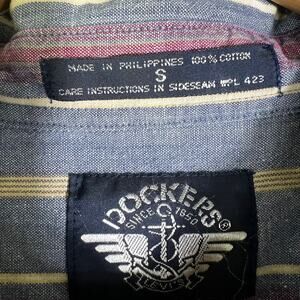 MADE IN PHILIPPINES 100% COTTON
S
CARE INSTRUCTIONS IN SIDESEAM WPL 423
DOCKERS®
SINCE 1850
LEVI'S